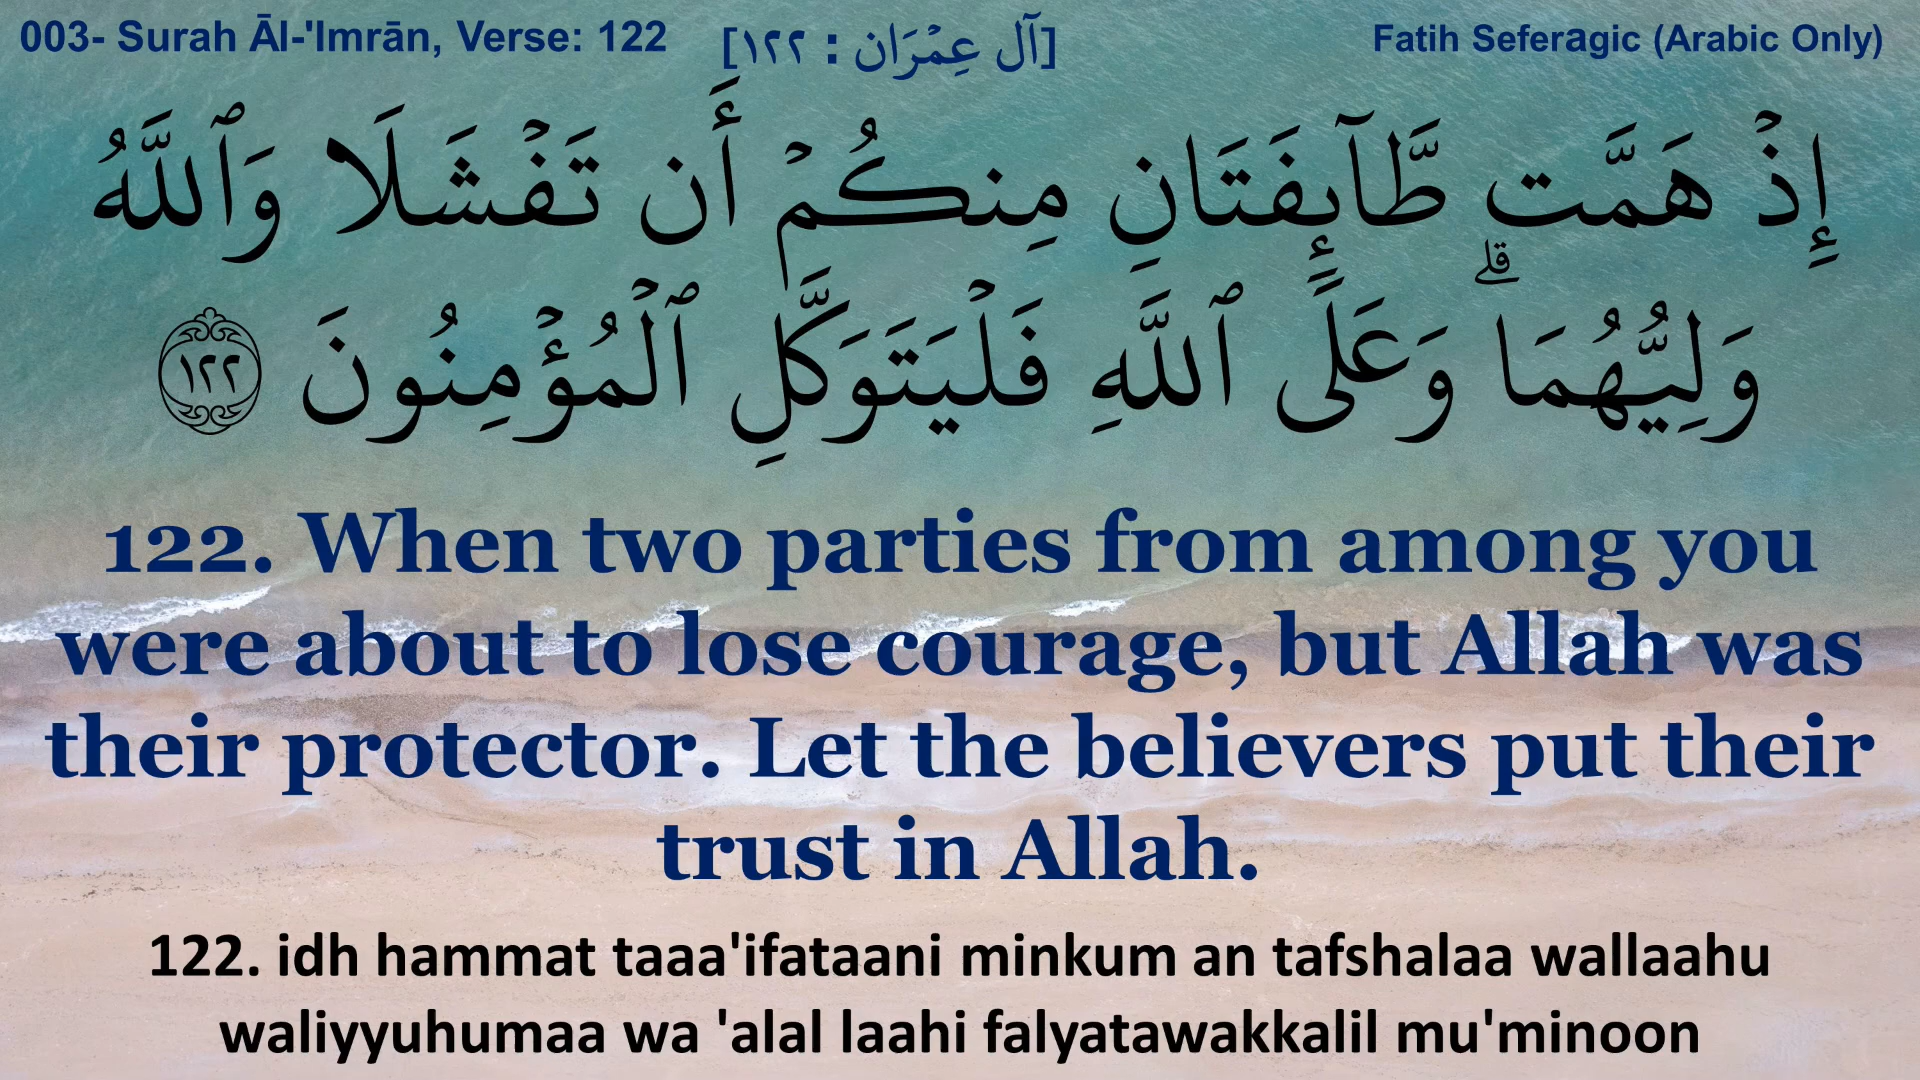 003- Surah Āl-'Imrān, Verse: 122
[آل عِمْرَان : ١٢٢]
Fatih Seferagic (Arabic Only)
إِذْ هَمَّت طَّآئِفَتَانِ مِنكُمْ أَن تَفْشَلَا وَٱللَّهُ
وَلِيُّهُمَا ۗ وَعَلَى ٱللَّهِ فَلْيَتَوَكَّلِ ٱلْمُؤْمِنُونَ ١٢٢
122. When two parties from among you
were about to lose courage, but Allah was
their protector. Let the believers put their
trust in Allah.
122. idh hammat taaa'ifataani minkum an tafshalaa wallaahu
waliyyuhumaa wa 'alal laahi falyatawakkalil mu'minoon